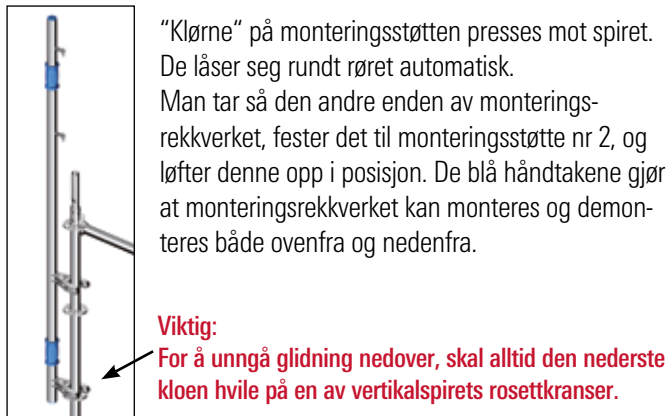 “Klørne“ på monteringsstøtten presses mot spiret.
De låser seg rundt røret automatisk.
Man tar så den andre enden av monterings-
rekkverket, fester det til monteringsstøtte nr 2, og
løfter denne opp i posisjon. De blå håndtakene gjør
at monteringsrekkverket kan monteres og demon-
teres både ovenfra og nedenfra.
Viktig:
For å unngå glidning nedover, skal alltid den nederste
kloen hvile på en av vertikalspirets rosettkranser.